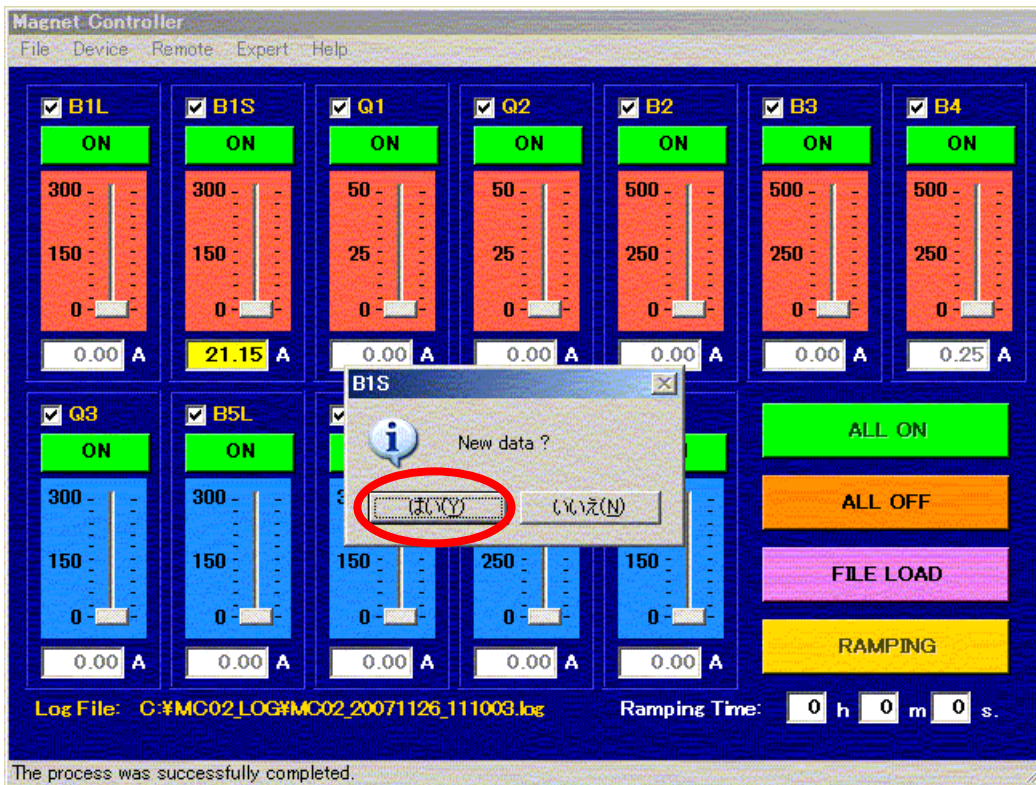 Magnet Controller
File Device Remote Expert Help
B1L B1S Q1 Q2 B2 B3 B4
ON ON ON ON ON ON ON
300 300 50 50 500 500 500
150 150 25 25 250 250 250
0 0 0 0 0 0 0
0.00 A 21.15 A 0.00 A 0.00 A 0.00 A 0.00 A 0.25 A
B1S
New data ?
はい(Y) いいえ(N)
Q3 B5L
ON ON
300 300
150 150 150 250 150
0 0 0 0 0
0.00 A 0.00 A 0.00 A 0.00 A 0.00 A
ALL ON
ALL OFF
FILE LOAD
RAMPING
Log File: C:¥MC02_LOG¥MC02_20071126_111003.log Ramping Time: 0 h 0 m 0 s.
The process was successfully completed.